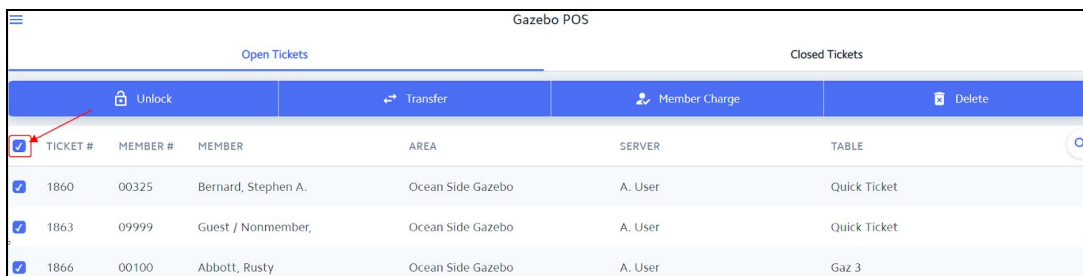 Gazebo POS
Open Tickets Closed Tickets
Unlock Transfer Member Charge Delete
TICKET # MEMBER # MEMBER AREA SERVER TABLE
1860 00325 Bernard, Stephen A. Ocean Side Gazebo A. User Quick Ticket
1863 09999 Guest / Nonmember, Ocean Side Gazebo A. User Quick Ticket
1866 00100 Abbott, Rusty Ocean Side Gazebo A. User Gaz 3